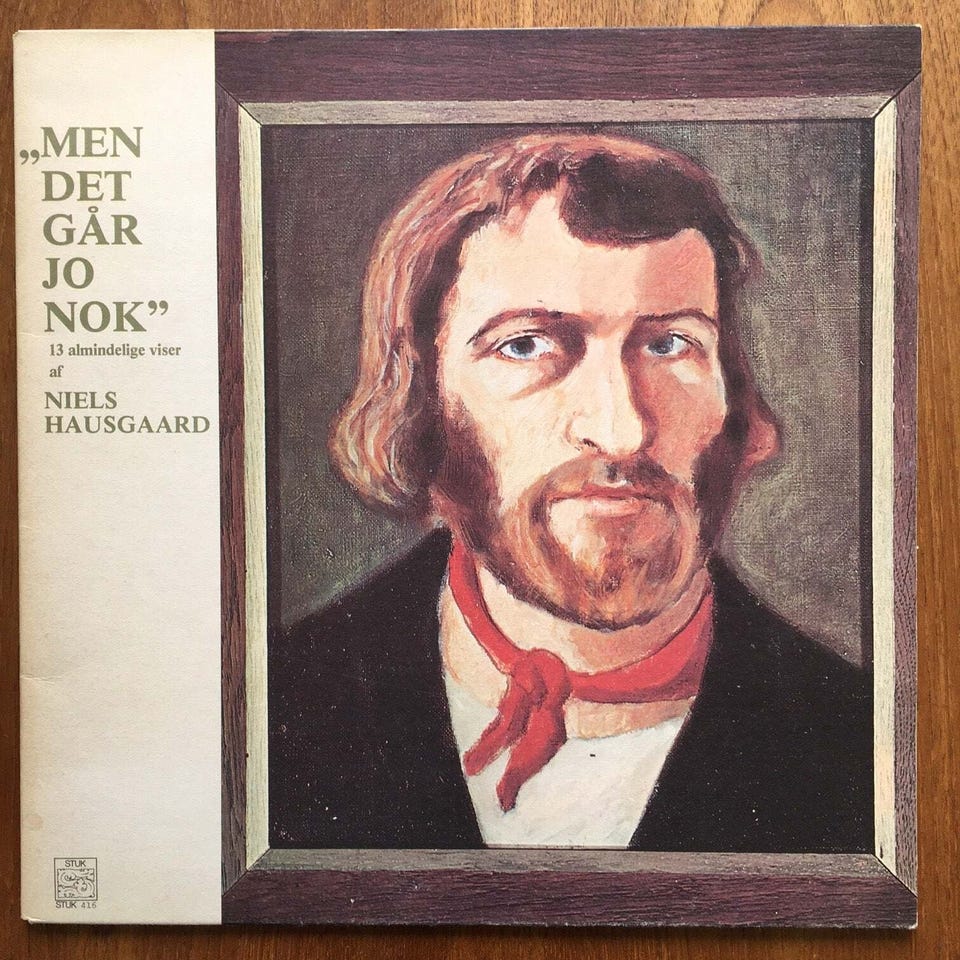 „MEN
DET
GÅR
JO
NOK”
13 almindelige viser
af
NIELS
HAUSGAARD
STUK
STUK 416